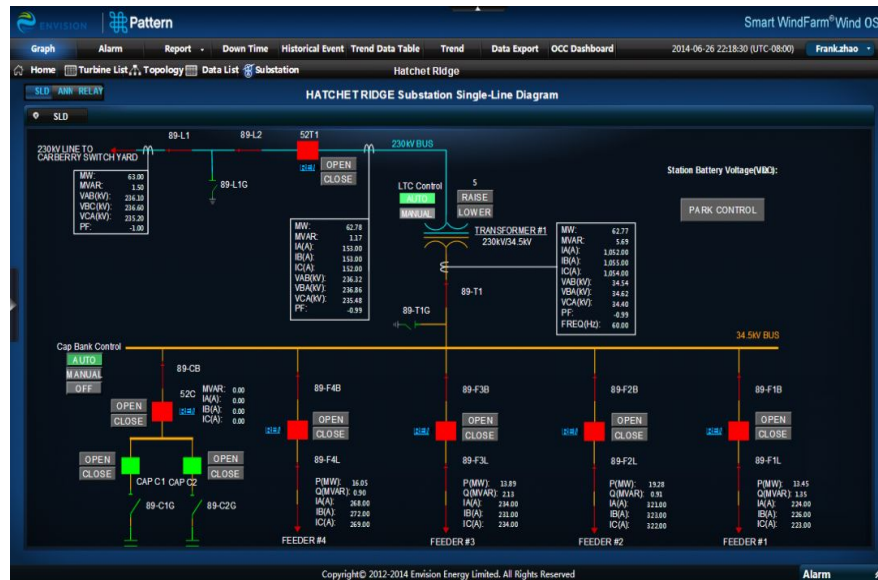 ENVISION Pattern Smart WindFarm® Wind OS
Graph Alarm Report Down Time Historical Event Trend Data Table Trend Data Export OCC Dashboard 2014-06-26 22:18:30 (UTC-08:00) Frank.zhao
Home Turbine List Topology Data List Substation Hatchet Ridge
SLD ANN RELAY
HATCHET RIDGE Substation Single-Line Diagram
SLD
89-L1 89-L2 52T1
230kV LINE TO
CARBERRY SWITCH YARD
230kV BUS
MW: 63.00
MVAR: 1.50
VAB(kV): 236.10
VBC(kV): 236.60
VCA(kV): 235.20
PF: -1.00
89-L1G
OPEN
CLOSE
LTC Control
AUTO
MANUAL
5
RAISE
LOWER
Station Battery Voltage(VDC):
PARK CONTROL
TRANSFORMER #1
230kV/34.5kV
MW: 62.78
MVAR: 1.17
IA(A): 153.00
IB(A): 153.00
IC(A): 152.00
VAB(kV): 236.32
VBA(kV): 236.86
VCA(kV): 235.48
PF: -0.99
MW: 62.77
MVAR: 5.69
IA(A): 1,052.00
IB(A): 1,055.00
IC(A): 1,054.00
VAB(kV): 34.54
VBA(kV): 34.62
VCA(kV): 34.40
PF: -0.99
FREQ(Hz): 60.00
89-T1
89-T1G
34.5kV BUS
Cap Bank Control
AUTO
MANUAL
OFF
89-CB
52C
OPEN
CLOSE
MVAR: 0.00
IA(A): 0.00
IB(A): 0.00
IC(A): 0.00
OPEN
CLOSE
CAP C1
OPEN
CLOSE
CAP C2
89-C1G
89-C2G
89-F4B
OPEN
CLOSE
89-F4L
P(MW): 16.05
Q(MVAR): 0.90
IA(A): 268.00
IB(A): 272.00
IC(A): 269.00
FEEDER #4
89-F3B
OPEN
CLOSE
89-F3L
P(MW): 13.89
Q(MVAR): 2.13
IA(A): 234.00
IB(A): 231.00
IC(A): 234.00
FEEDER #3
89-F2B
OPEN
CLOSE
89-F2L
P(MW): 19.28
Q(MVAR): 0.91
IA(A): 321.00
IB(A): 323.00
IC(A): 322.00
FEEDER #2
89-F1B
OPEN
CLOSE
89-F1L
P(MW): 13.45
Q(MVAR): 1.35
IA(A): 224.00
IB(A): 226.00
IC(A): 223.00
FEEDER #1
Copyright© 2012-2014 Envision Energy Limited. All Rights Reserved
Alarm